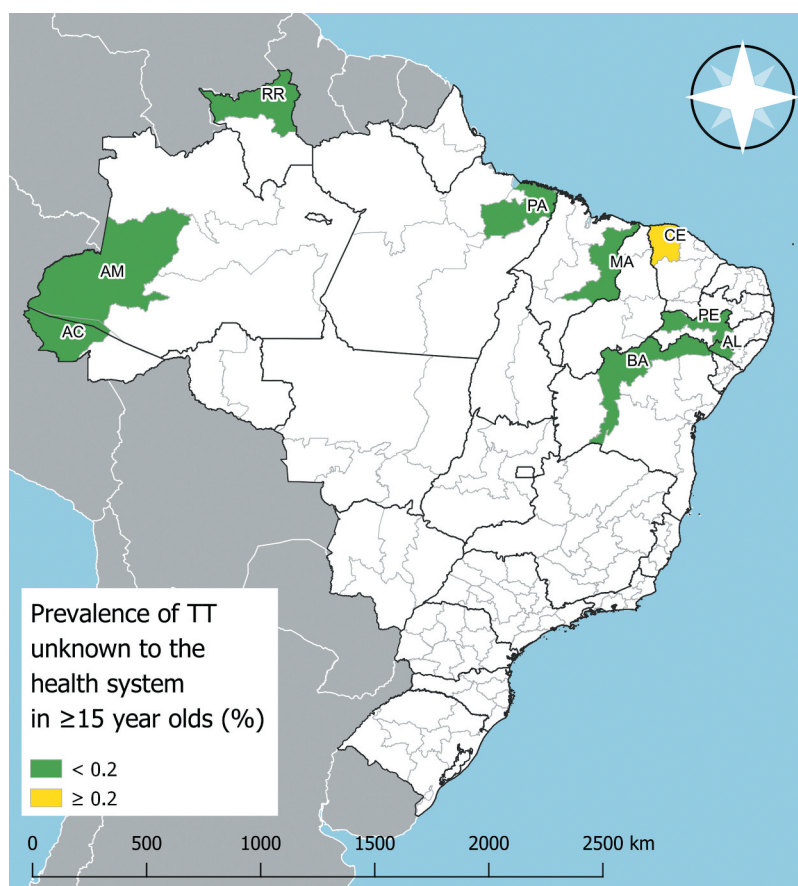 RR
PA
CE
MA
AM
PE
AC
AL
BA
Prevalence of TT
unknown to the
health system
in ≥15 year olds (%)
< 0.2
≥ 0.2
0 500 1000 1500 2000 2500 km